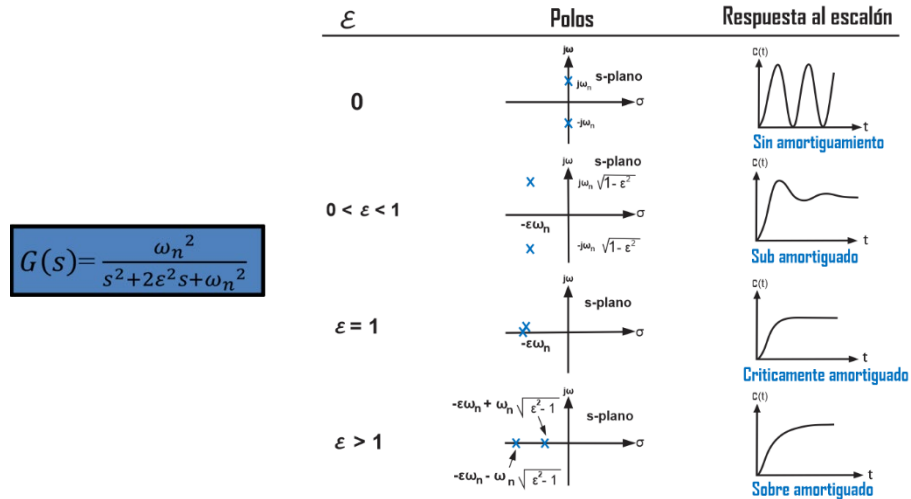 ε Polos Respuesta al escalón
G(s)= ωn² / s²+2ε²s+ωn²
0
jω
s-plano
jωn
σ
-jωn
C(t)
t
Sin amortiguamiento
0 < ε < 1
jω
s-plano
jωn √1- ε²
σ
-εωn
-jωn √1- ε²
C(t)
t
Sub amortiguado
ε = 1
jω
s-plano
σ
-εωn
C(t)
t
Criticamente amortiguado
ε > 1
-εωn + ωn √ε²- 1
jω
s-plano
σ
-εωn - ωn √ε²- 1
C(t)
t
Sobre amortiguado